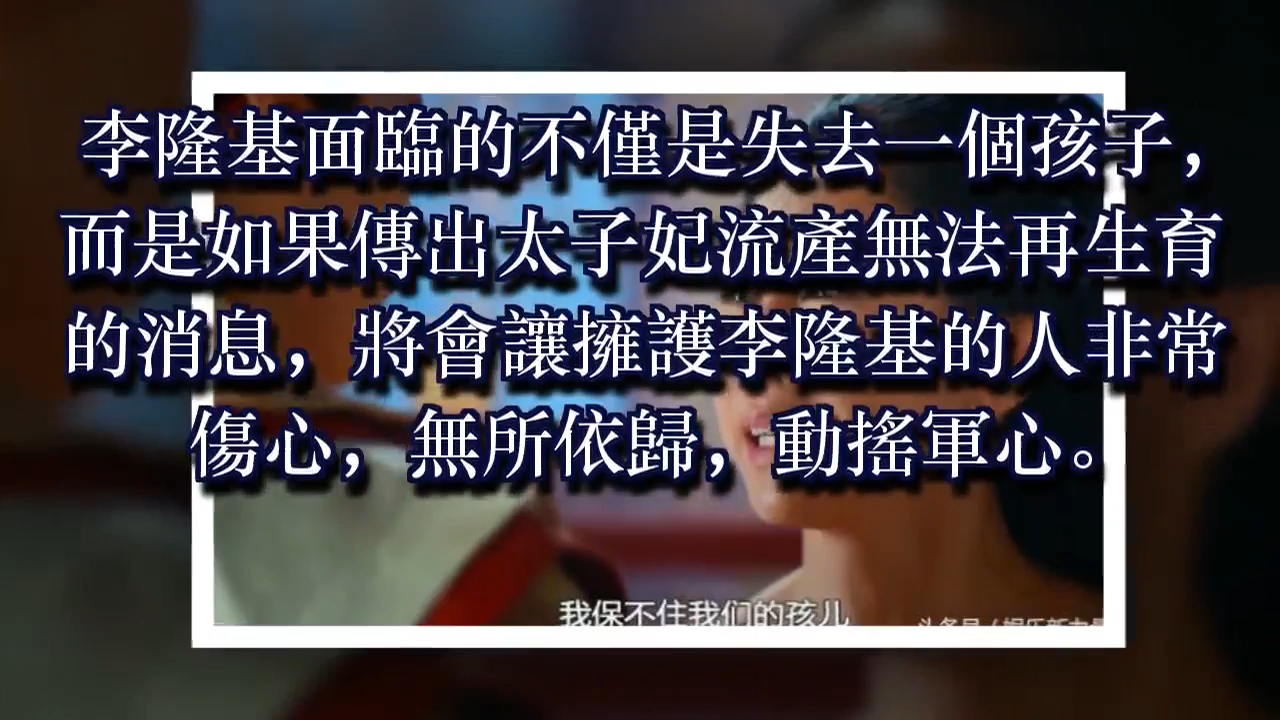 李隆基面臨的不僅是失去一個孩子，
而是如果傳出太子妃流產無法再生育
的消息，將會讓擁護李隆基的人非常
傷心，無所依歸，動搖軍心。
我保不住我们的孩儿